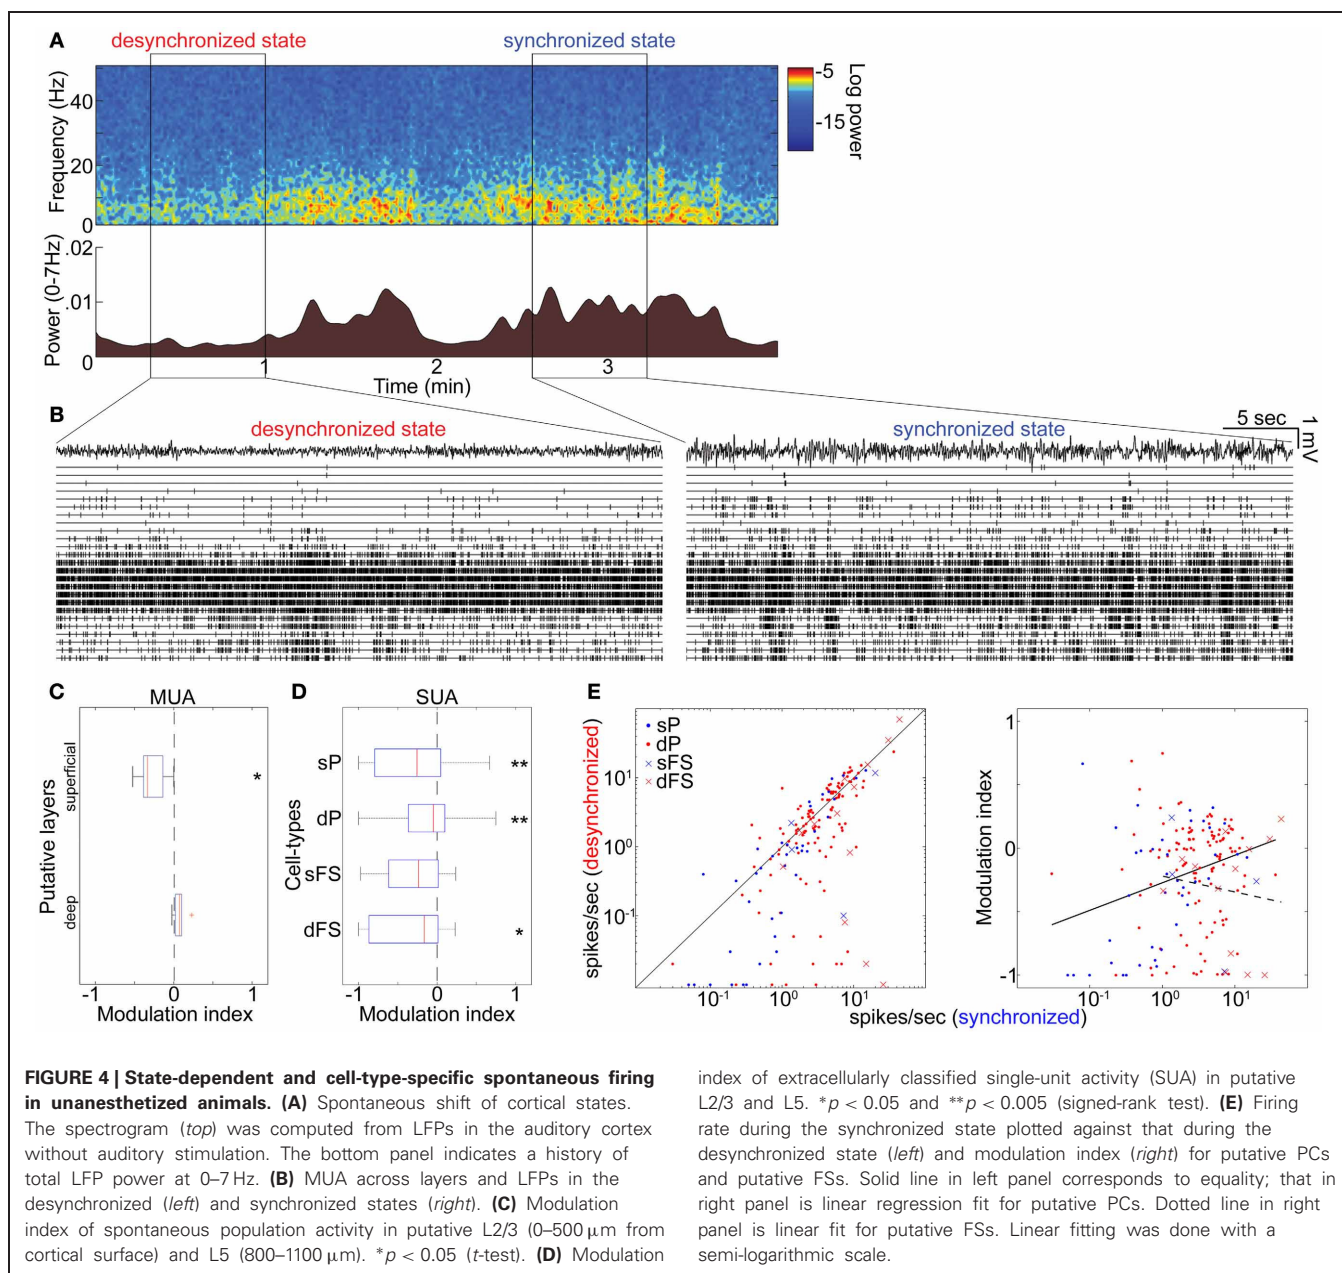 A
desynchronized state
synchronized state
Frequency (Hz)
40
20
0
-5
-15
Log power
Power (0-7Hz)
.02
.01
0
1
2
3
Time (min)
B
desynchronized state
synchronized state
5 sec
1 mV
C
MUA
Putative layers
superficial
deep
*
-1
0
1
Modulation index
D
SUA
Cell-types
sP
dP
sFS
dFS
**
**
*
-1
0
1
Modulation index
E
spikes/sec (desynchronized)
sP
dP
sFS
dFS
10¹
10⁰
10⁻¹
10⁻¹
10⁰
10¹
Modulation index
1
0
-1
10⁻¹
10⁰
10¹
spikes/sec (synchronized)
FIGURE 4 | State-dependent and cell-type-specific spontaneous firing
in unanesthetized animals. (A) Spontaneous shift of cortical states.
The spectrogram (top) was computed from LFPs in the auditory cortex
without auditory stimulation. The bottom panel indicates a history of
total LFP power at 0–7 Hz. (B) MUA across layers and LFPs in the
desynchronized (left) and synchronized states (right). (C) Modulation
index of spontaneous population activity in putative L2/3 (0–500 μm from
cortical surface) and L5 (800–1100 μm). *p < 0.05 (t-test). (D) Modulation
index of extracellularly classified single-unit activity (SUA) in putative
L2/3 and L5. *p < 0.05 and **p < 0.005 (signed-rank test). (E) Firing
rate during the synchronized state plotted against that during the
desynchronized state (left) and modulation index (right) for putative PCs
and putative FSs. Solid line in left panel corresponds to equality; that in
right panel is linear regression fit for putative PCs. Dotted line in right
panel is linear fit for putative FSs. Linear fitting was done with a
semi-logarithmic scale.